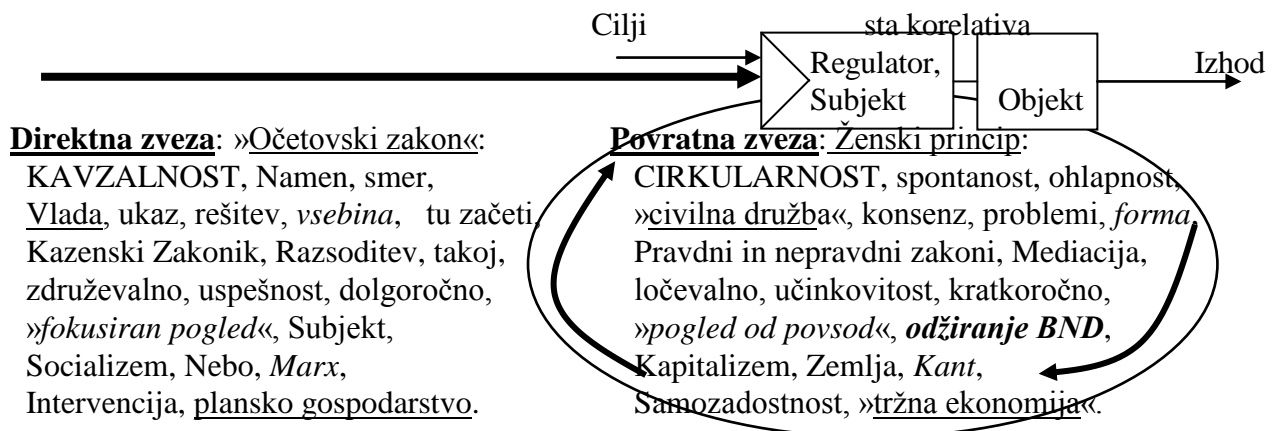 Cilji sta korelativa
Regulator, Izhod
Subjekt Objekt
Direktna zveza: »Očetovski zakon«:
KAVZALNOST, Namen, smer,
Vlada, ukaz, rešitev, vsebina, tu začeti,
Kazenski Zakonik, Razsoditev, takoj,
združevalno, uspešnost, dolgoročno,
»fokusiran pogled«, Subjekt,
Socializem, Nebo, Marx,
Intervencija, plansko gospodarstvo.
Povratna zveza: Ženski princip:
CIRKULARNOST, spontanost, ohlapnost,
»civilna družba«, konsenz, problemi, forma,
Pravdni in nepravdni zakoni, Mediacija,
ločevalno, učinkovitost, kratkoročno,
»pogled od povsod«, odžiranje BND,
Kapitalizem, Zemlja, Kant,
Samozadostnost, »tržna ekonomija«.